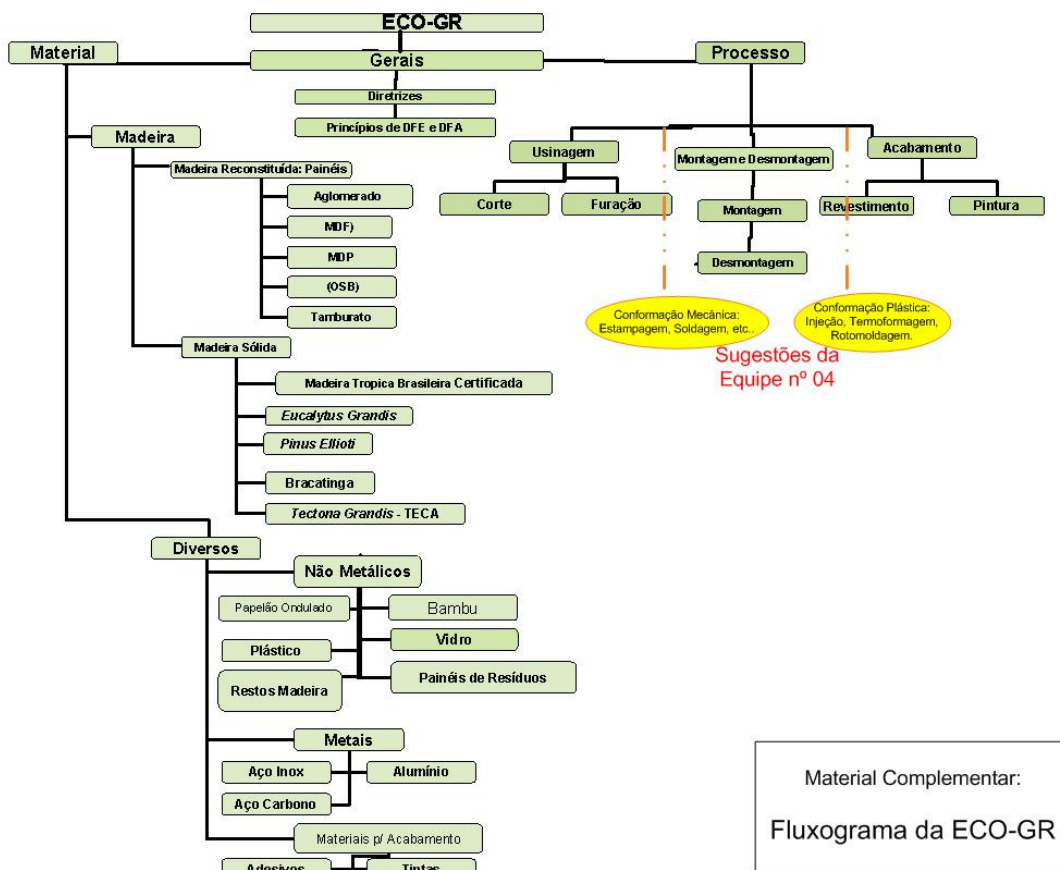 ECO-GR
Material
Gerais
Processo
Diretrizes
Princípios de DFE e DFA
Madeira
Madeira Reconstituída: Painéis
Aglomerado
MDF)
MDP
(OSB)
Tamburato
Madeira Sólida
Madeira Tropica Brasileira Certificada
Eucalytus Grandis
Pinus Ellioti
Bracatinga
Tectona Grandis - TECA
Usinagem
Corte
Furação
Montagem e Desmontagem
Montagem
Desmontagem
Acabamento
Revestimento
Pintura
Conformação Mecânica:
Estampagem, Soldagem, etc..
Conformação Plástica:
Injeção, Termoformagem,
Rotomoldagem.
Sugestões da
Equipe nº 04
Diversos
Não Metálicos
Papelão Ondulado
Bambu
Vidro
Plástico
Restos Madeira
Painéis de Resíduos
Metais
Aço Inox
Alumínio
Aço Carbono
Materiais p/ Acabamento
Adesivos
Tintas
Material Complementar:
Fluxograma da ECO-GR